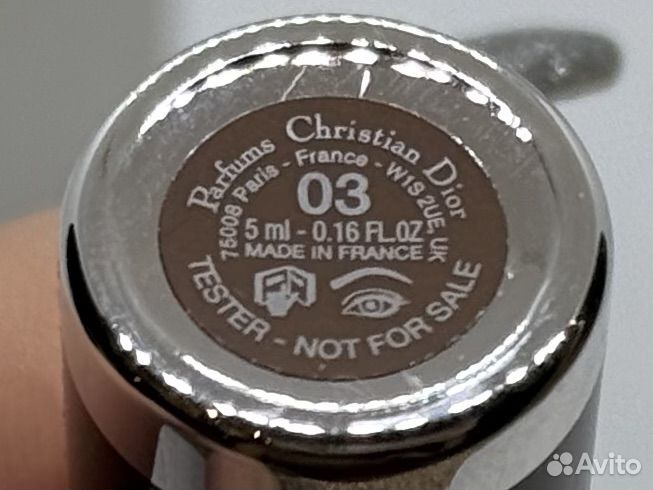 Parfums Christian Dior
75008 Paris - France - W1S 2UE UK
03
5 ml - 0.16 FL.OZ
MADE IN FRANCE
TESTER - NOT FOR SALE
Avito